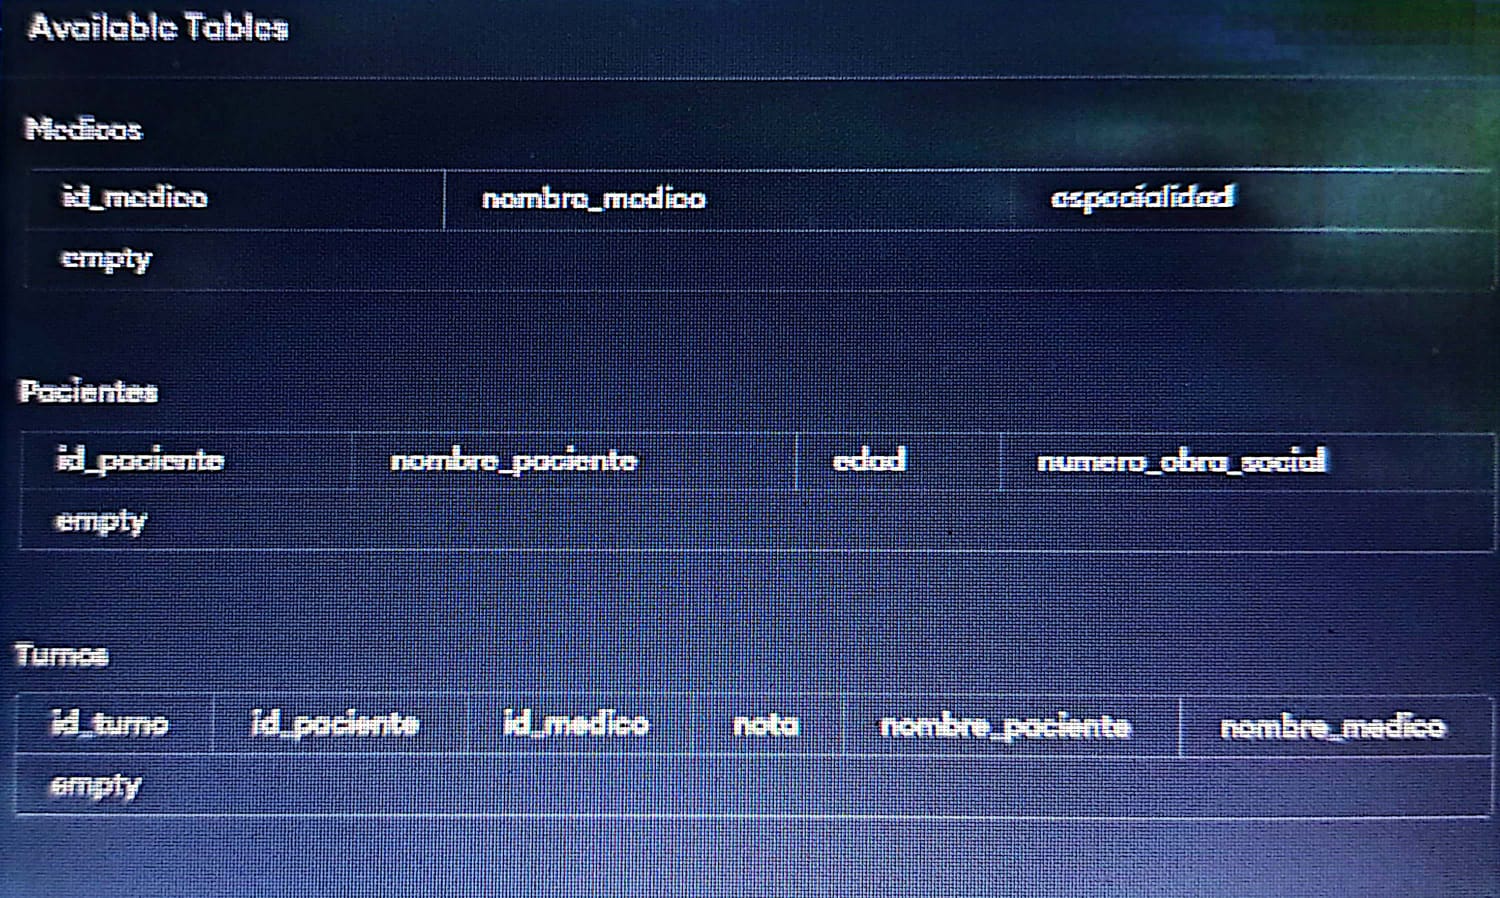 Available Tables
Medicos
id_medico nombre_medico especialidad
empty
Pacientes
id_paciente nombre_paciente edad numero_obra_social
empty
Turnos
id_turno id_paciente id_medico nota nombre_paciente nombre_medico
empty